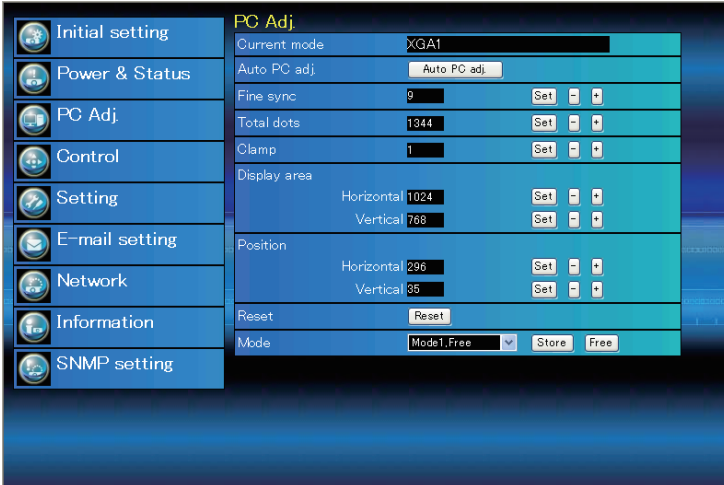 Initial setting
Power & Status
PC Adj.
Control
Setting
E-mail setting
Network
Information
SNMP setting
PC Adj.
Current mode XGA1
Auto PC adj. Auto PC adj.
Fine sync 9 Set - +
Total dots 1344 Set - +
Clamp 1 Set - +
Display area
Horizontal 1024 Set - +
Vertical 768 Set - +
Position
Horizontal 296 Set - +
Vertical 35 Set - +
Reset Reset
Mode Mode1,Free Store Free